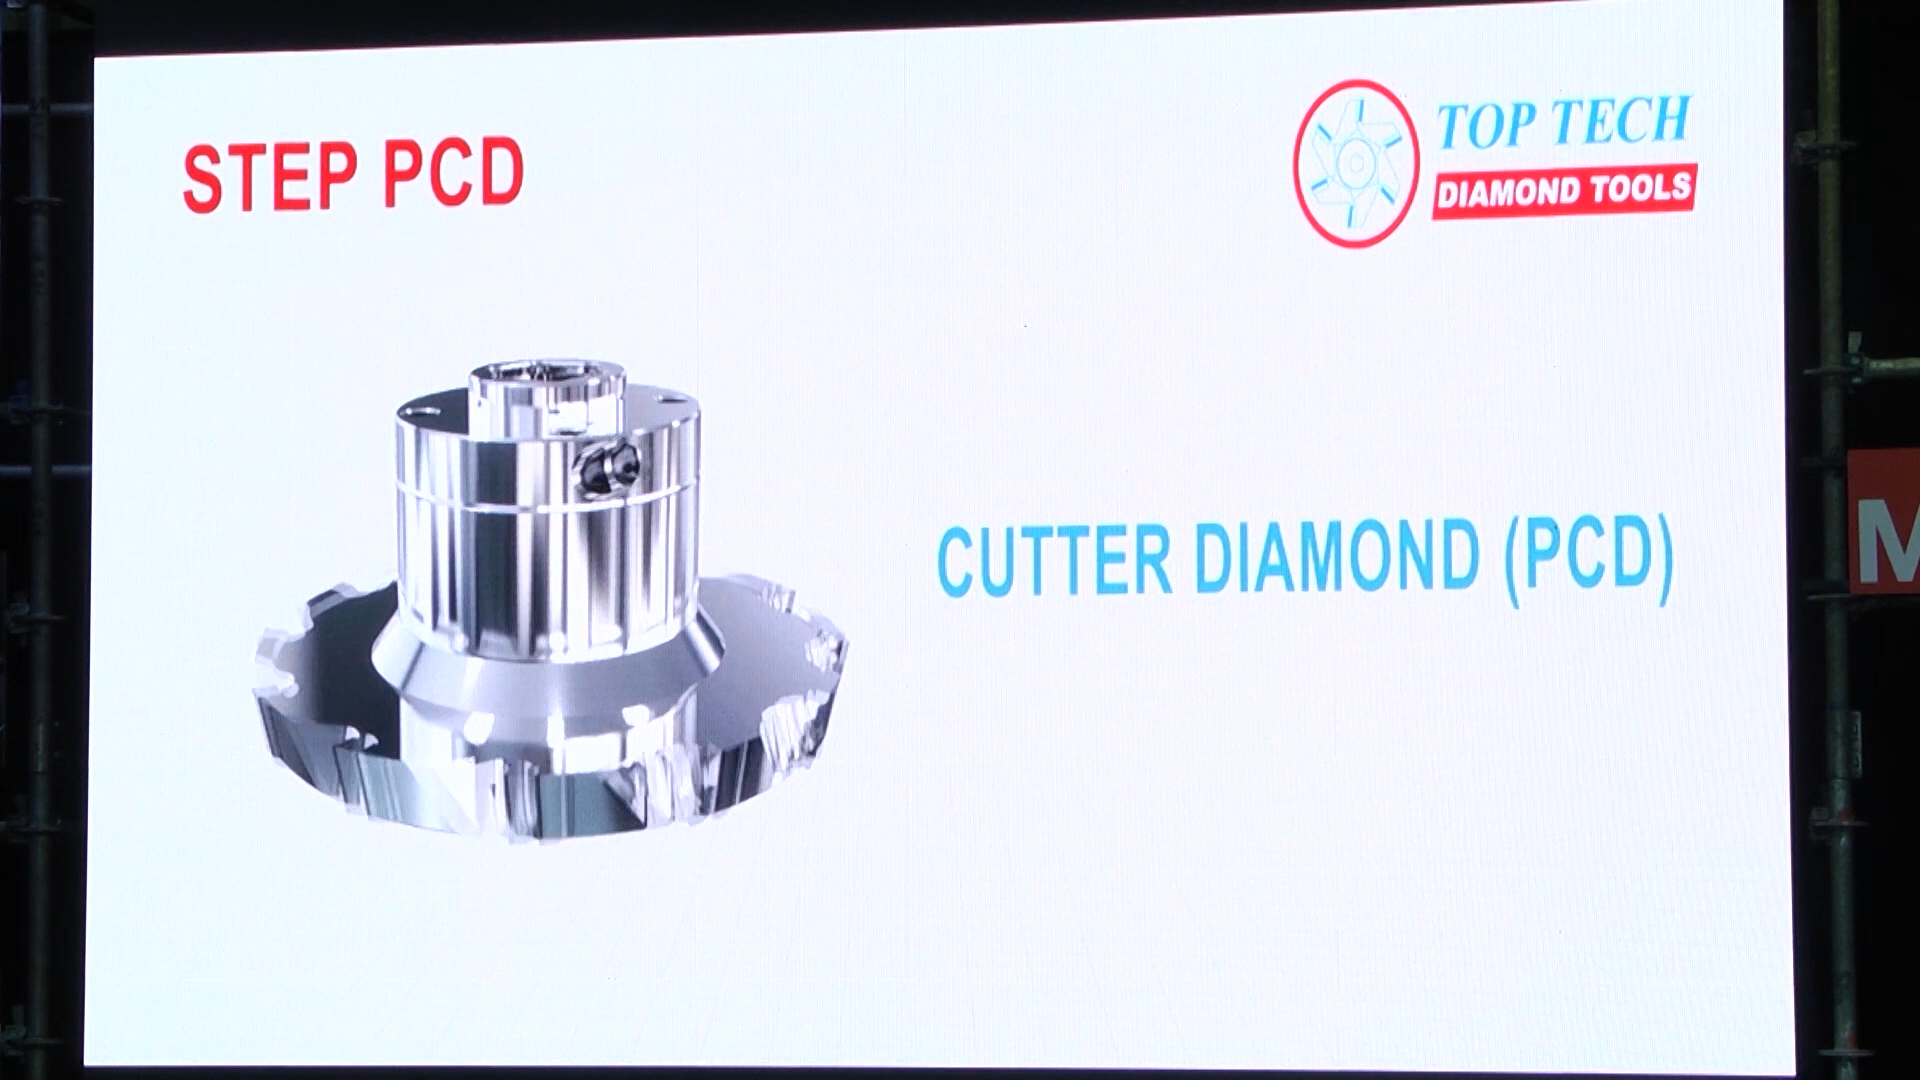 STEP PCD
TOP TECH
DIAMOND TOOLS
CUTTER DIAMOND (PCD)
M